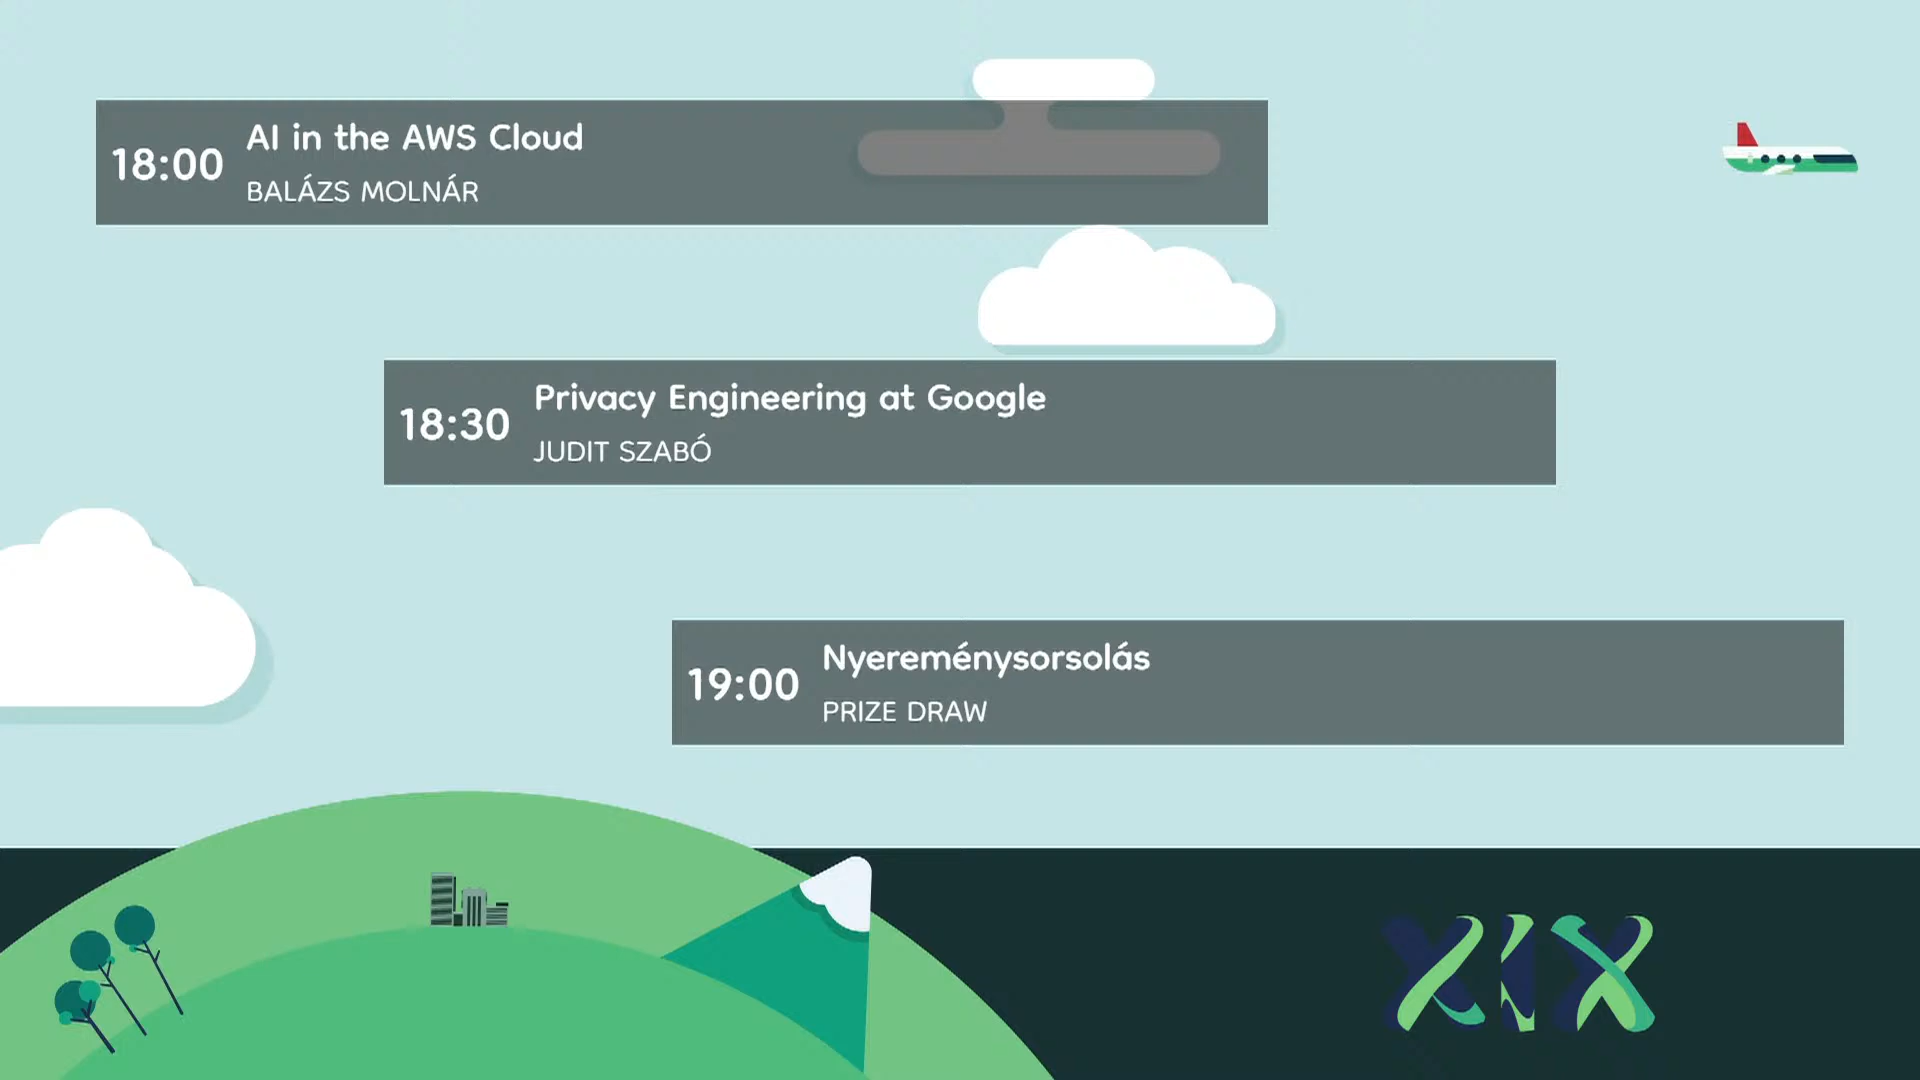 18:00
AI in the AWS Cloud
BALÁZS MOLNÁR
18:30
Privacy Engineering at Google
JUDIT SZABÓ
19:00
Nyereménysorsolás
PRIZE DRAW
XIX